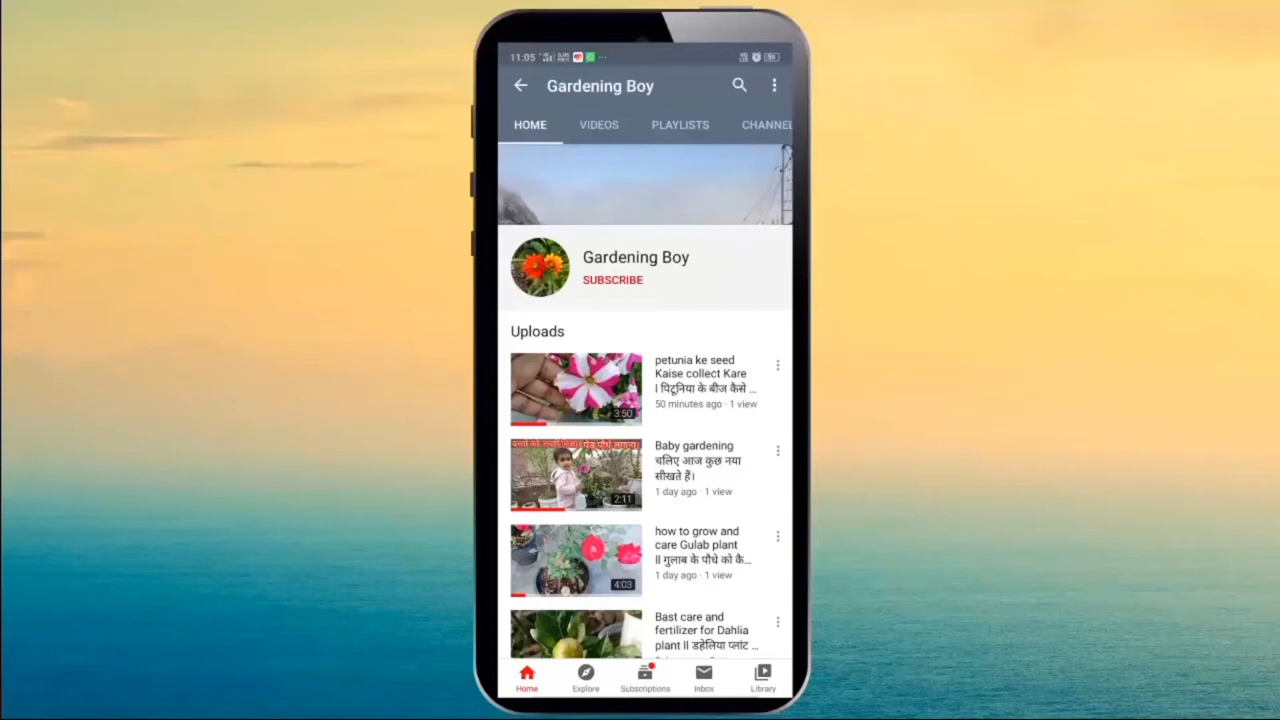 11:05
Gardening Boy
HOME VIDEOS PLAYLISTS CHANNEL
Gardening Boy
SUBSCRIBE
Uploads
petunia ke seed
Kaise collect Kare
। पिटूनिया के बीज कैसे ...
50 minutes ago · 1 view
3:50
Baby gardening
चलिए आज कुछ नया
सीखते हैं।
1 day ago · 1 view
2:11
how to grow and
care Gulab plant
ll गुलाब के पौधे को कै...
1 day ago · 1 view
4:03
Bast care and
fertilizer for Dahlia
plant ll डहेलिया प्लांट ...
Home Explore Subscriptions Inbox Library